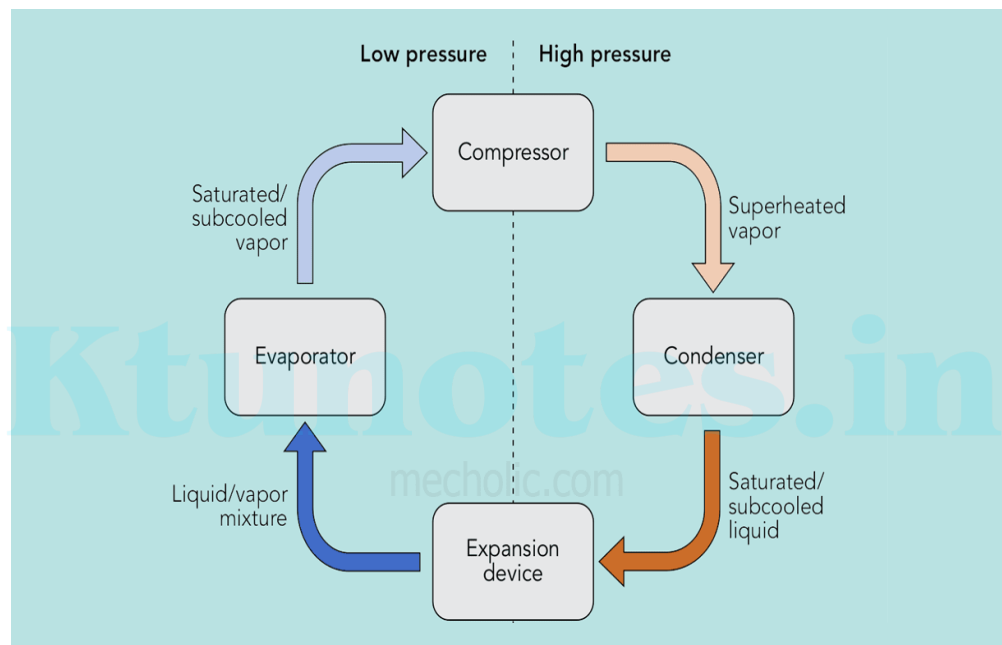 Low pressure
High pressure
Compressor
Saturated/
subcooled
vapor
Superheated
vapor
Evaporator
Condenser
Ktunotes.in
mecholic.com
Liquid/vapor
mixture
Saturated/
subcooled
liquid
Expansion
device